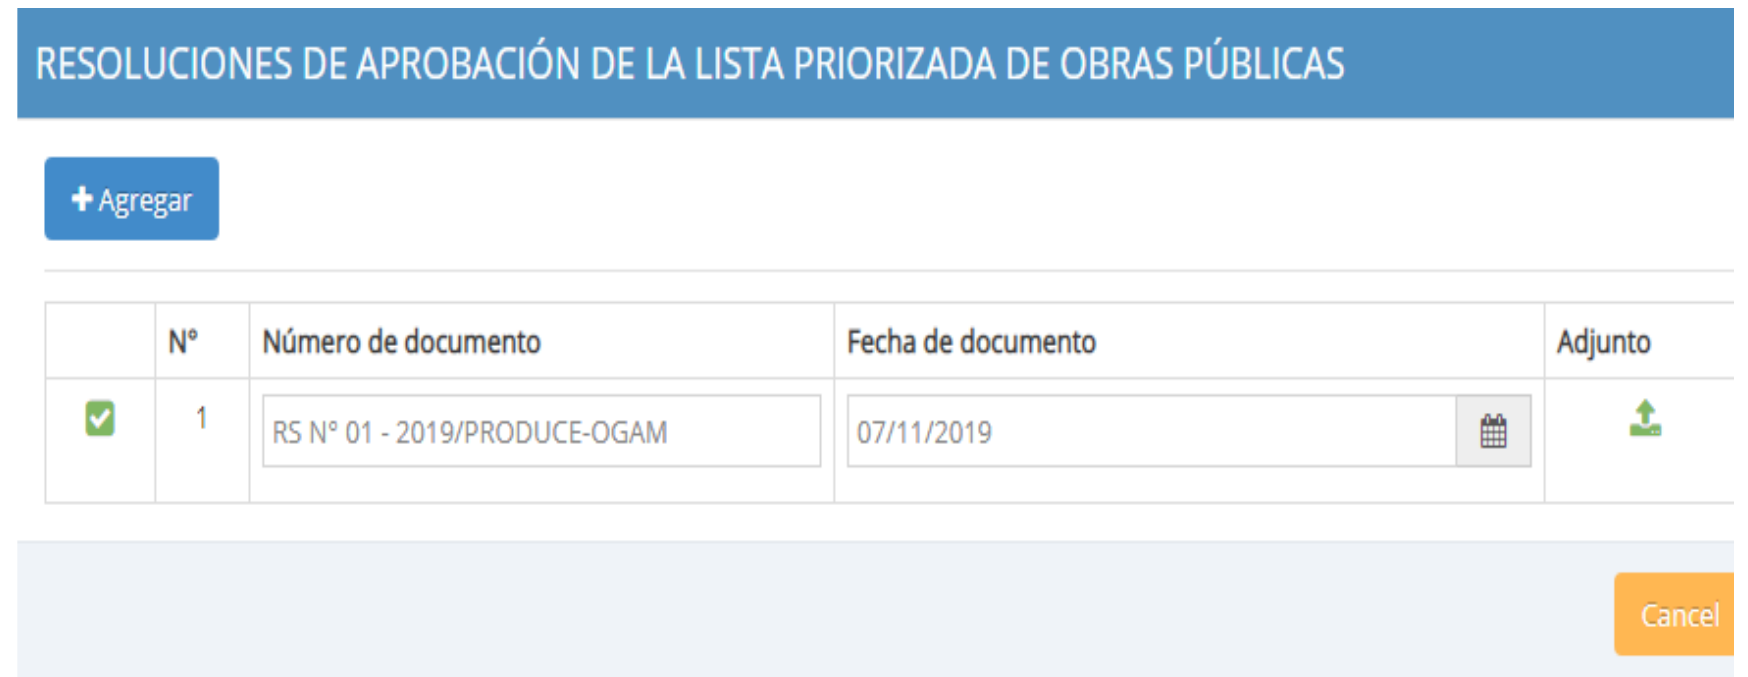 RESOLUCIONES DE APROBACIÓN DE LA LISTA PRIORIZADA DE OBRAS PÚBLICAS
+ Agregar
N° Número de documento Fecha de documento Adjunto
1 RS N° 01 - 2019/PRODUCE-OGAM 07/11/2019
Cancel